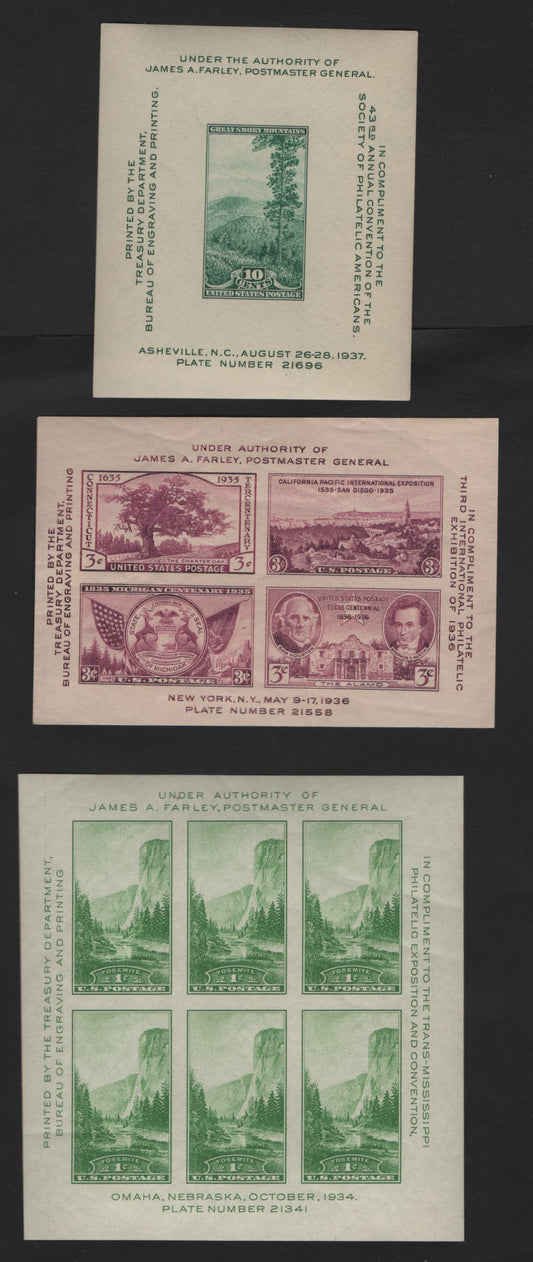 UNDER THE AUTHORITY OF
JAMES A. FARLEY, POSTMASTER GENERAL.
PRINTED BY THE
TREASURY DEPARTMENT,
BUREAU OF ENGRAVING AND PRINTING.
GREAT SMOKY MOUNTAINS
10
CENTS
UNITED STATES POSTAGE
IN COMPLIMENT TO THE
43RD ANNUAL CONVENTION OF THE
SOCIETY OF PHILATELIC AMERICANS.
ASHEVILLE, N.C., AUGUST 26-28, 1937.
PLATE NUMBER 21696
UNDER AUTHORITY OF
JAMES A. FARLEY, POSTMASTER GENERAL
PRINTED BY THE
TREASURY DEPARTMENT,
BUREAU OF ENGRAVING AND PRINTING
1635 1935
CONNECTICUT
TERCENTENARY
THE CHARTER OAK
3¢ UNITED STATES POSTAGE 3¢
CALIFORNIA PACIFIC INTERNATIONAL EXPOSITION
1535·SAN DIEGO·1935
3¢ U.S. POSTAGE 3¢
1835 MICHIGAN CENTENARY 1935
STATE SEAL
OF MICHIGAN
3¢ U.S. POSTAGE 3¢
UNITED STATES POSTAGE
TEXAS CENTENNIAL
1836-1936
3¢ THE ALAMO 3¢
IN COMPLIMENT TO THE
THIRD INTERNATIONAL PHILATELIC
EXHIBITION OF 1936
NEW YORK, N.Y., MAY 9-17, 1936
PLATE NUMBER 21558
UNDER AUTHORITY OF
JAMES A. FARLEY, POSTMASTER GENERAL
PRINTED BY THE TREASURY DEPARTMENT,
BUREAU OF ENGRAVING AND PRINTING
YOSEMITE
1¢
U.S. POSTAGE
YOSEMITE
1¢
U.S. POSTAGE
YOSEMITE
1¢
U.S. POSTAGE
YOSEMITE
1¢
U.S. POSTAGE
YOSEMITE
1¢
U.S. POSTAGE
YOSEMITE
1¢
U.S. POSTAGE
IN COMPLIMENT TO THE TRANS-MISSISSIPPI
PHILATELIC EXPOSITION AND CONVENTION,
OMAHA, NEBRASKA, OCTOBER, 1934.
PLATE NUMBER 21341